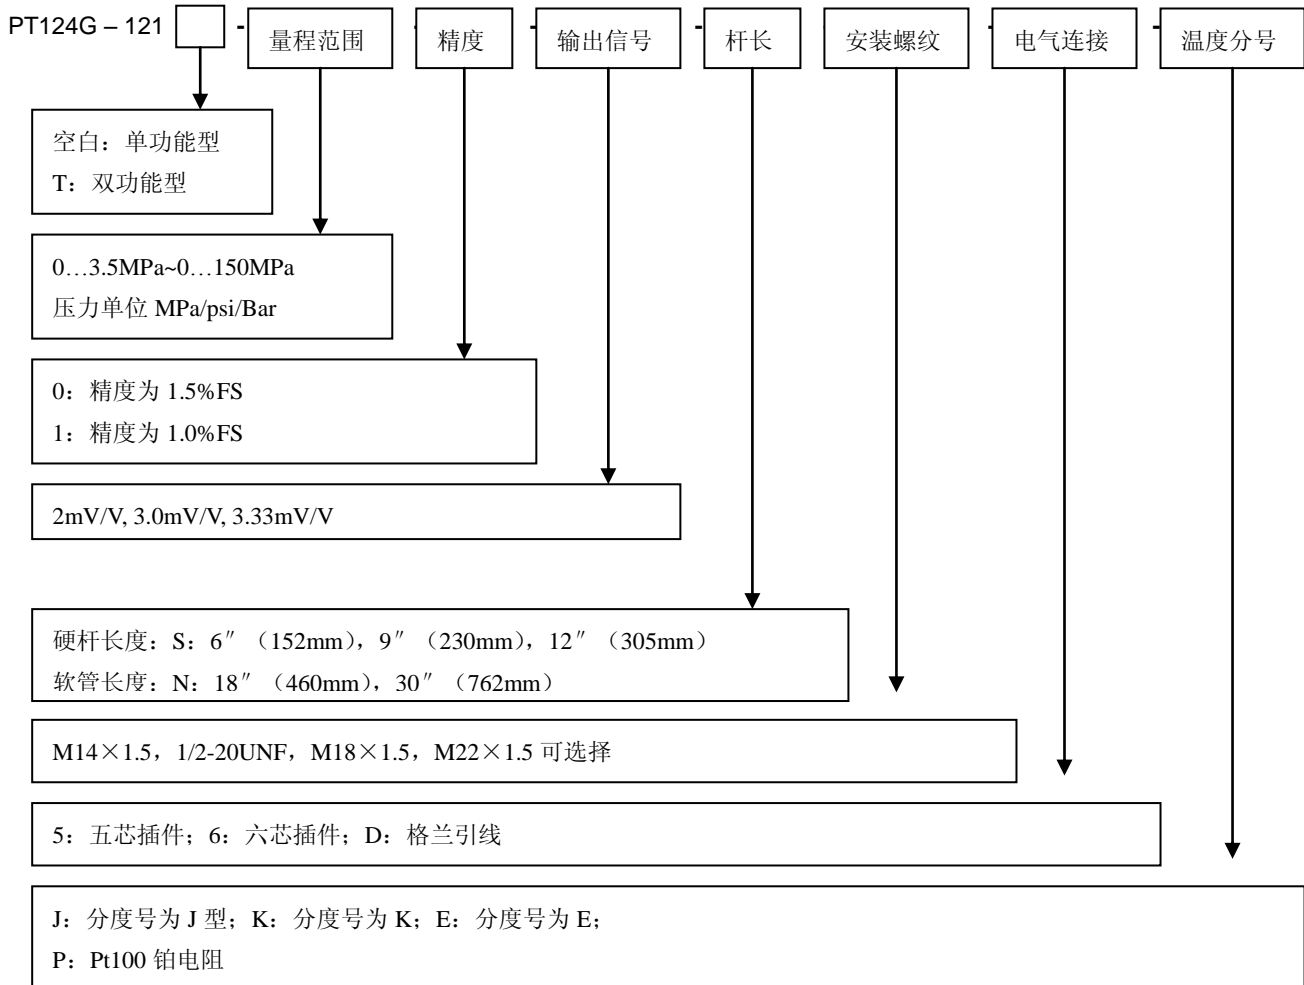 PT124G – 121 - 量程范围 - 精度 - 输出信号 - 杆长 - 安装螺纹 - 电气连接 - 温度分号
空白：单功能型
T：双功能型
0…3.5MPa~0…150MPa
压力单位 MPa/psi/Bar
0：精度为 1.5%FS
1：精度为 1.0%FS
2mV/V, 3.0mV/V, 3.33mV/V
硬杆长度：S：6″（152mm），9″（230mm），12″（305mm）
软管长度：N：18″（460mm），30″（762mm）
M14×1.5，1/2-20UNF，M18×1.5，M22×1.5 可选择
5：五芯插件；6：六芯插件；D：格兰引线
J：分度号为 J 型；K：分度号为 K；E：分度号为 E；
P：Pt100 铂电阻